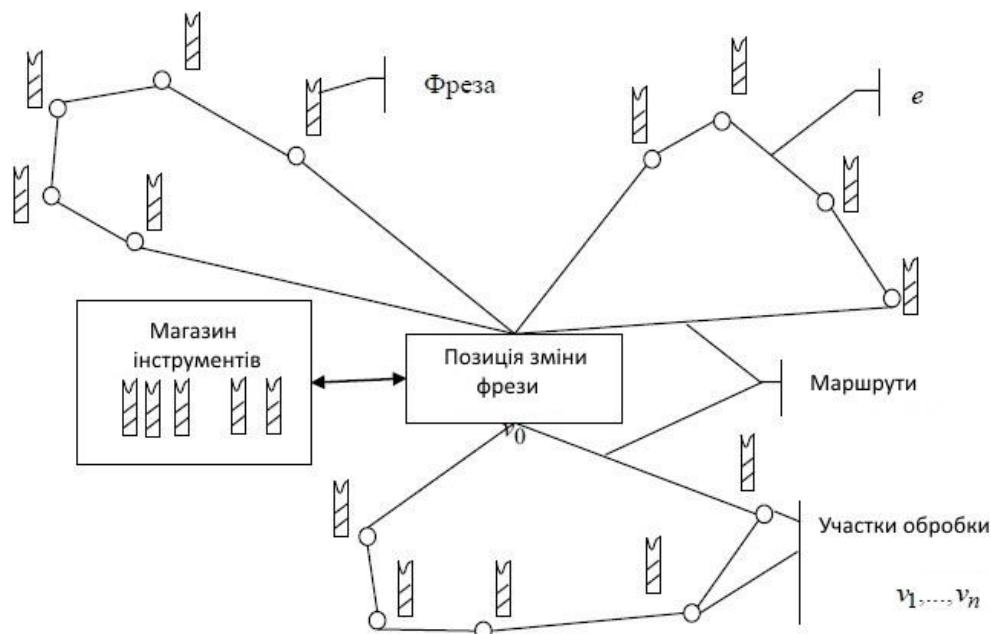 Фреза
e
Магазин
інструментів
Позиція зміни
фрези
v0
Маршрути
Участки обробки
v1,...,vn